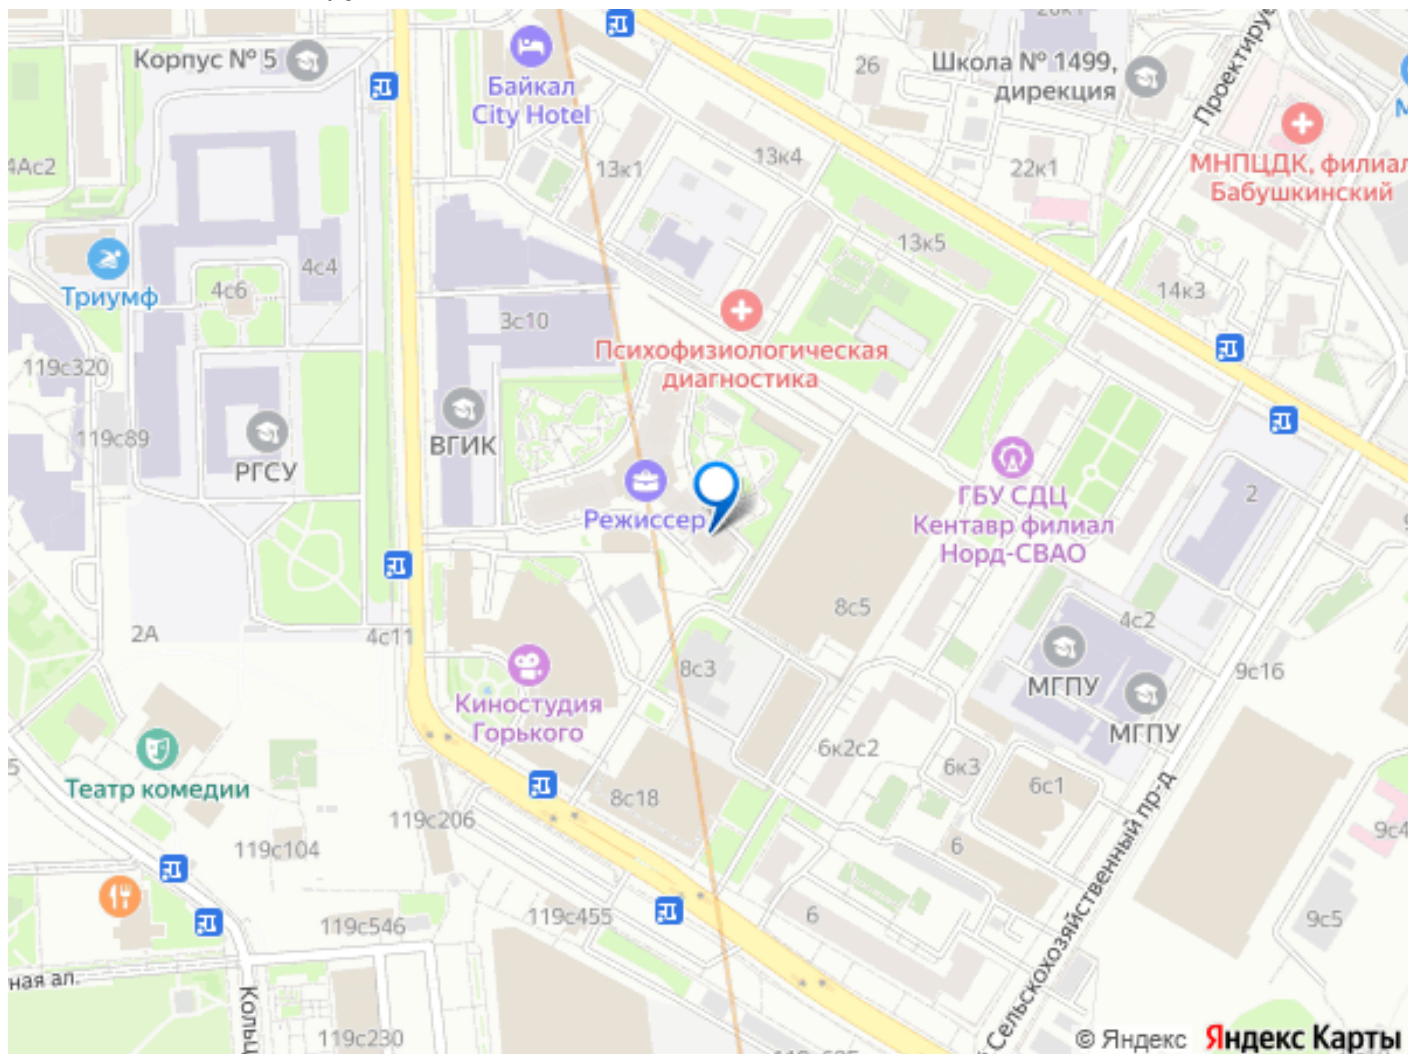 Корпус № 5
Байкал
City Hotel
26
Школа № 1499,
дирекция
Проектируе
4Ас2
13к1
13к4
22к1
МНПЦДК, филиал
Бабушкинский
13к5
4с4
4с6
Триумф
14к3
3с10
Психофизиологическая
диагностика
119с320
119с89
РГСУ
ВГИК
2
ГБУ СДЦ
Кентавр филиал
Норд-СВАО
Режиссер
8с5
4с2
2А
4с11
8с3
9с16
МГПУ
МГПУ
Киностудия
Горького
6к2с2
6к3
6с1
Театр комедии
8с18
119с206
119с104
6
9с4
119с455
6
119с546
9с5
ная ал.
Кольц
-Сельскохозяйственный пр-д
119с230
© Яндекс Яндекс Карты